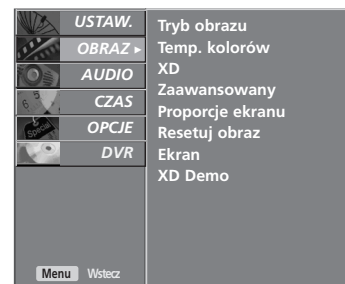 USTAW.
OBRAZ ►
AUDIO
CZAS
OPCJE
DVR
Tryb obrazu
Temp. kolorów
XD
Zaawansowany
Proporcje ekranu
Resetuj obraz
Ekran
XD Demo
Menu Wstecz